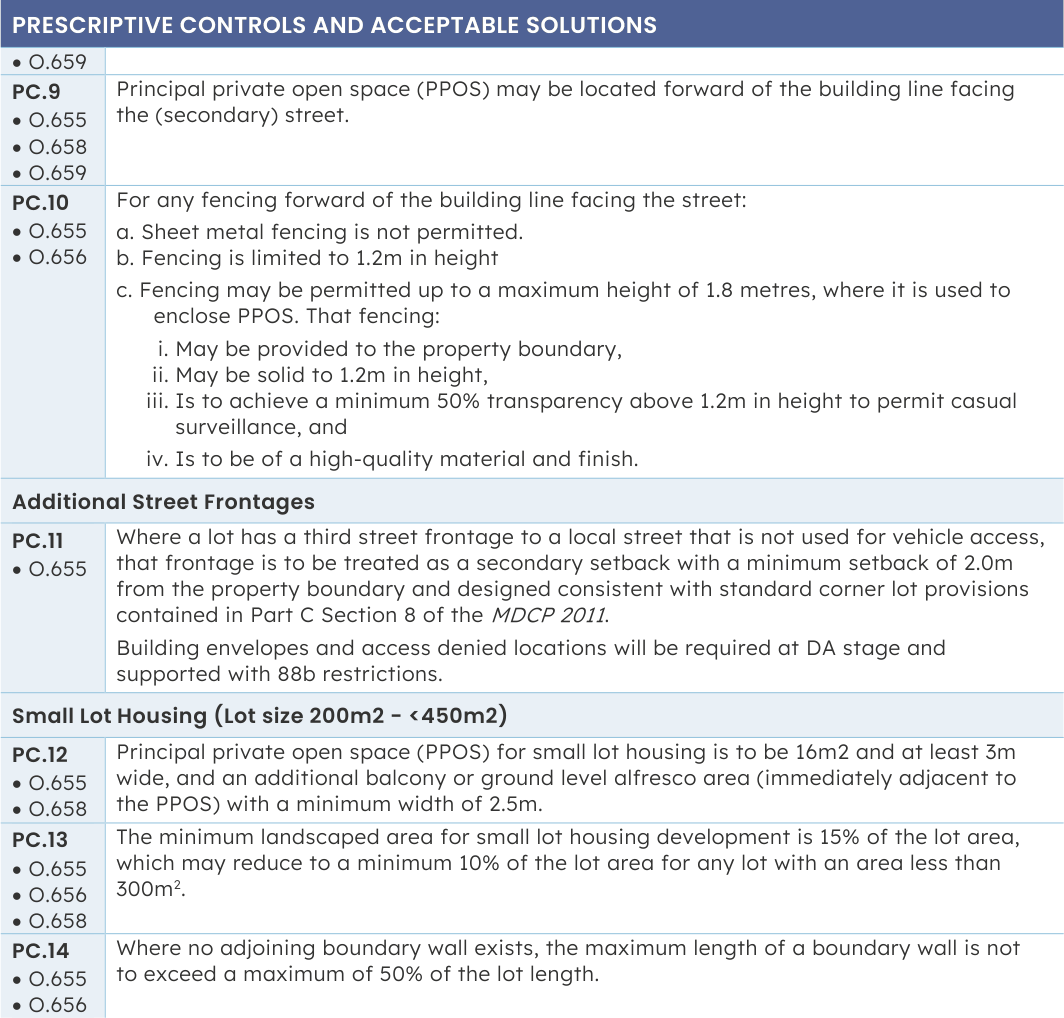 PRESCRIPTIVE CONTROLS AND ACCEPTABLE SOLUTIONS
• O.659
PC.9
• O.655
• O.658
• O.659
Principal private open space (PPOS) may be located forward of the building line facing
the (secondary) street.
PC.10
• O.655
• O.656
For any fencing forward of the building line facing the street:
a. Sheet metal fencing is not permitted.
b. Fencing is limited to 1.2m in height
c. Fencing may be permitted up to a maximum height of 1.8 metres, where it is used to
enclose PPOS. That fencing:
i. May be provided to the property boundary,
ii. May be solid to 1.2m in height,
iii. Is to achieve a minimum 50% transparency above 1.2m in height to permit casual
surveillance, and
iv. Is to be of a high-quality material and finish.
Additional Street Frontages
PC.11
• O.655
Where a lot has a third street frontage to a local street that is not used for vehicle access,
that frontage is to be treated as a secondary setback with a minimum setback of 2.0m
from the property boundary and designed consistent with standard corner lot provisions
contained in Part C Section 8 of the MDCP 2011.
Building envelopes and access denied locations will be required at DA stage and
supported with 88b restrictions.
Small Lot Housing (Lot size 200m2 - <450m2)
PC.12
• O.655
• O.658
Principal private open space (PPOS) for small lot housing is to be 16m2 and at least 3m
wide, and an additional balcony or ground level alfresco area (immediately adjacent to
the PPOS) with a minimum width of 2.5m.
PC.13
• O.655
• O.656
• O.658
The minimum landscaped area for small lot housing development is 15% of the lot area,
which may reduce to a minimum 10% of the lot area for any lot with an area less than
300m².
PC.14
• O.655
• O.656
Where no adjoining boundary wall exists, the maximum length of a boundary wall is not
to exceed a maximum of 50% of the lot length.